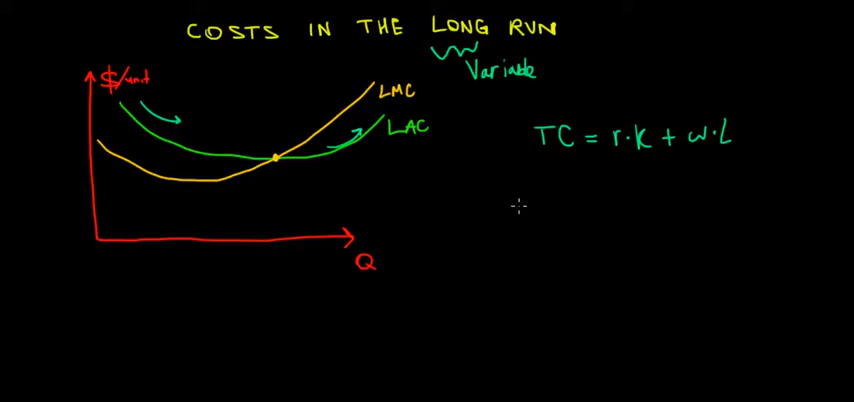 COSTS IN THE LONG RUN
Variable
$/unit
LMC
LAC
TC = r·K + w·L
Q